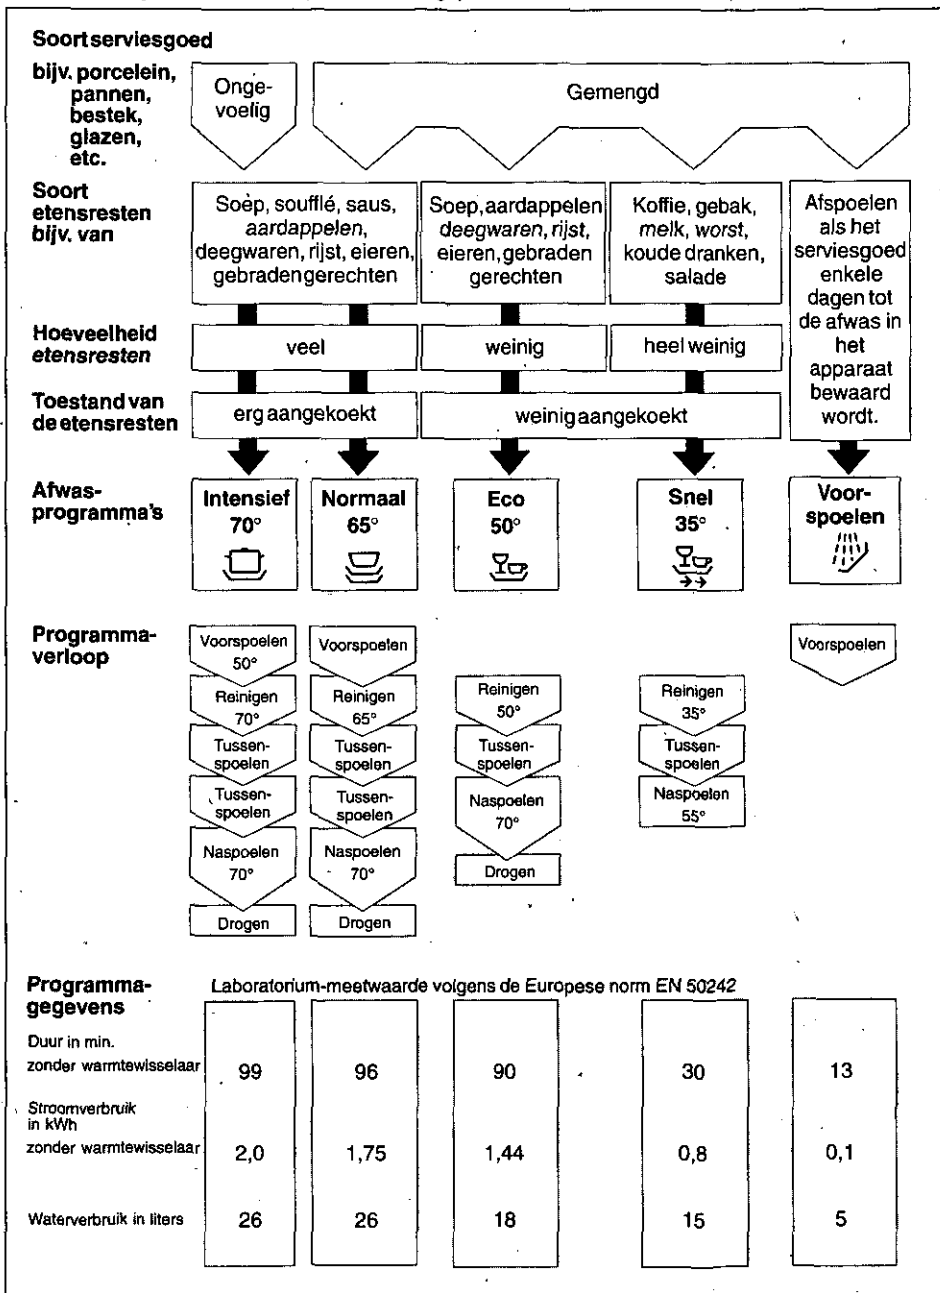 Soort serviesgoed
bijv. porcelein,
pannen,
bestek,
glazen,
etc.
Onge-
voelig
Gemengd
Soort
etensresten
bijv. van
Soep, soufflé, saus,
aardappelen,
deegwaren, rijst, eieren,
gebraden gerechten
Soep, aardappelen
deegwaren, rijst,
eieren, gebraden
gerechten
Koffie, gebak,
melk, worst,
koude dranken,
salade
Afspoelen
als het
serviesgoed
enkele
dagen tot
de afwas in
het
apparaat
bewaard
wordt.
Hoeveelheid
etensresten
veel
weinig
heel weinig
Toestand van
de etensresten
erg aangekoekt
weinig aangekoekt
Afwas-
programma's
Intensief
70°
Normaal
65°
Eco
50°
Snel
35°
Voor-
spoelen
Programma-
verloop
Voorspoelen
50°
Reinigen
70°
Tussen-
spoelen
Tussen-
spoelen
Naspoelen
70°
Drogen
Voorspoelen
Reinigen
65°
Tussen-
spoelen
Tussen-
spoelen
Naspoelen
70°
Drogen
Reinigen
50°
Tussen-
spoelen
Naspoelen
70°
Drogen
Reinigen
35°
Tussen-
spoelen
Naspoelen
55°
Voorspoelen
Programma-
gegevens
Laboratorium-meetwaarde volgens de Europese norm EN 50242
Duur in min.
zonder warmtewisselaar 99 96 90 30 13
Stroomverbruik
in kWh
zonder warmtewisselaar 2,0 1,75 1,44 0,8 0,1
Waterverbruik in liters 26 26 18 15 5